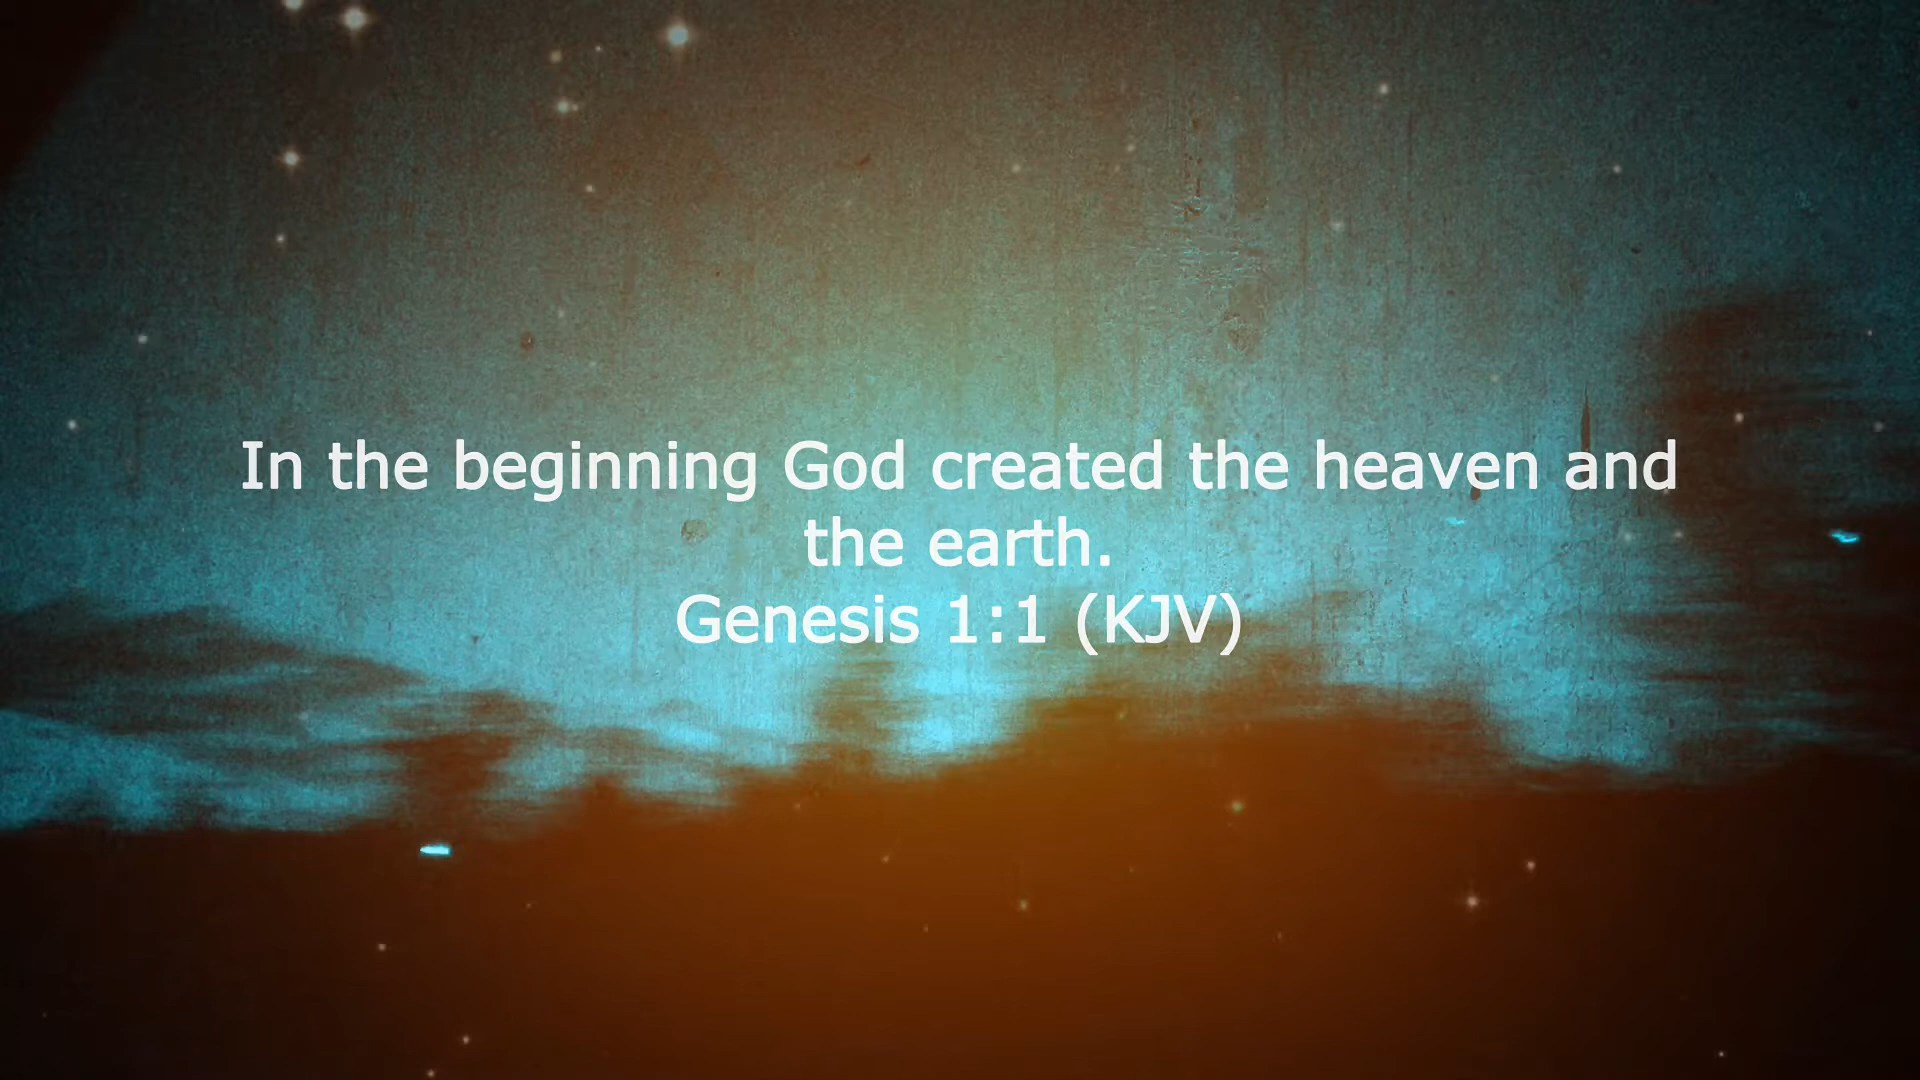 In the beginning God created the heaven and
the earth.
Genesis 1:1 (KJV)